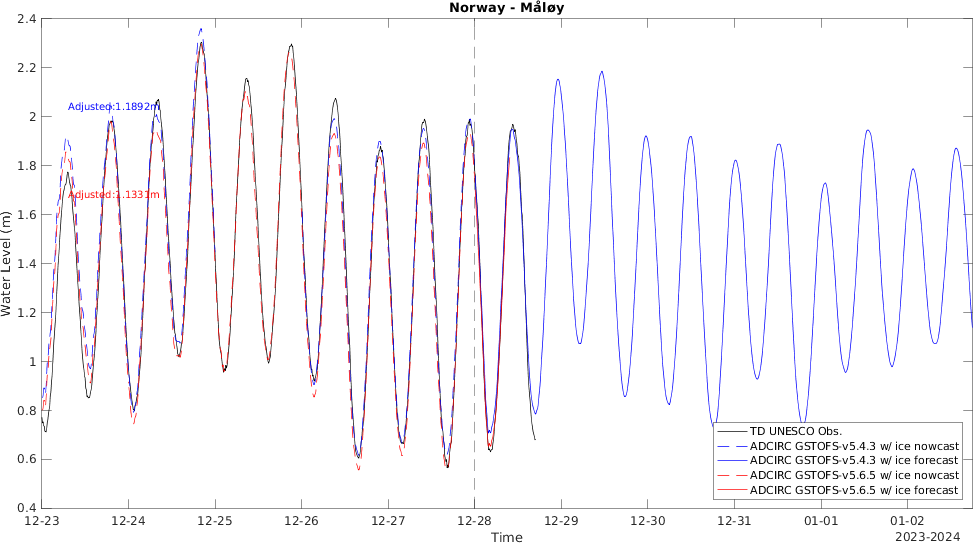 Norway - Måløy
2.4
2.2
2
1.8
1.6
1.4
1.2
1
0.8
0.6
0.4
Water Level (m)
Adjusted:1.1892m
Adjusted:1.1331m
TD UNESCO Obs.
ADCIRC GSTOFS-v5.4.3 w/ ice nowcast
ADCIRC GSTOFS-v5.4.3 w/ ice forecast
ADCIRC GSTOFS-v5.6.5 w/ ice nowcast
ADCIRC GSTOFS-v5.6.5 w/ ice forecast
12-23 12-24 12-25 12-26 12-27 12-28 12-29 12-30 12-31 01-01 01-02
Time
2023-2024